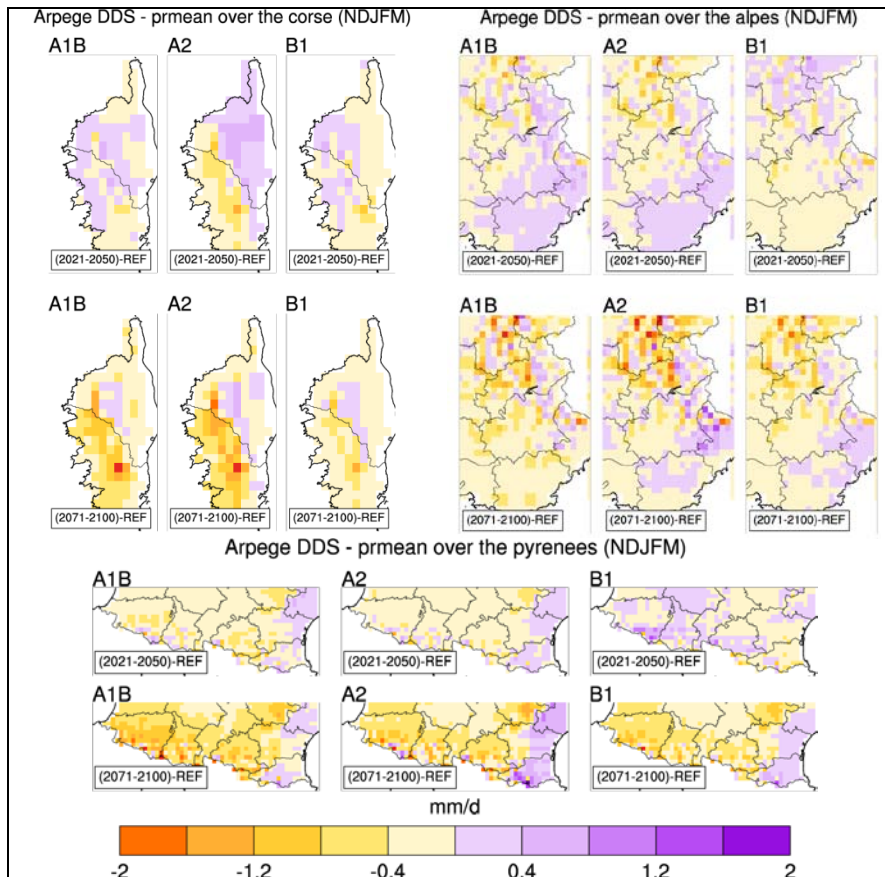 Arpege DDS - prmean over the corse (NDJFM)
A1B A2 B1
(2021-2050)-REF (2021-2050)-REF (2021-2050)-REF
A1B A2 B1
(2071-2100)-REF (2071-2100)-REF (2071-2100)-REF
Arpege DDS - prmean over the alpes (NDJFM)
A1B A2 B1
(2021-2050)-REF (2021-2050)-REF (2021-2050)-REF
A1B A2 B1
(2071-2100)-REF (2071-2100)-REF (2071-2100)-REF
Arpege DDS - prmean over the pyrenees (NDJFM)
A1B A2 B1
(2021-2050)-REF (2021-2050)-REF (2021-2050)-REF
A1B A2 B1
(2071-2100)-REF (2071-2100)-REF (2071-2100)-REF
mm/d
-2 -1.2 -0.4 0.4 1.2 2